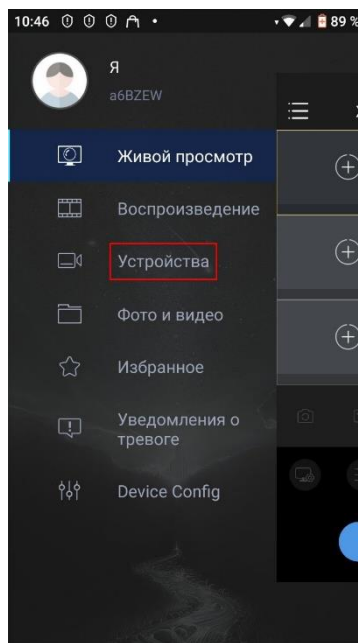 10:46
89 %
Я
a6BZEW
Живой просмотр
Воспроизведение
Устройства
Фото и видео
Избранное
Уведомления о
тревоге
Device Config